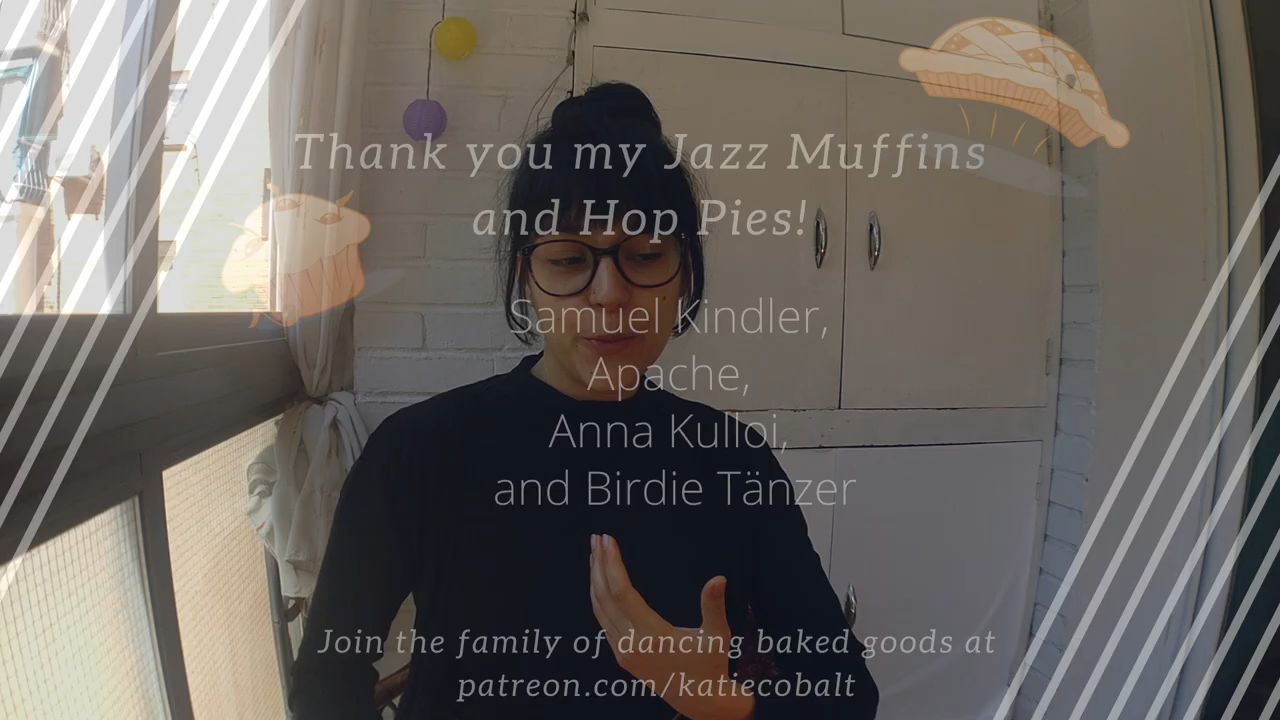 Thank you my Jazz Muffins
and Hop Pies!
Samuel Kindler,
Apache,
Anna Kulloi,
and Birdie Tänzer
Join the family of dancing baked goods at
patreon.com/katiecobalt